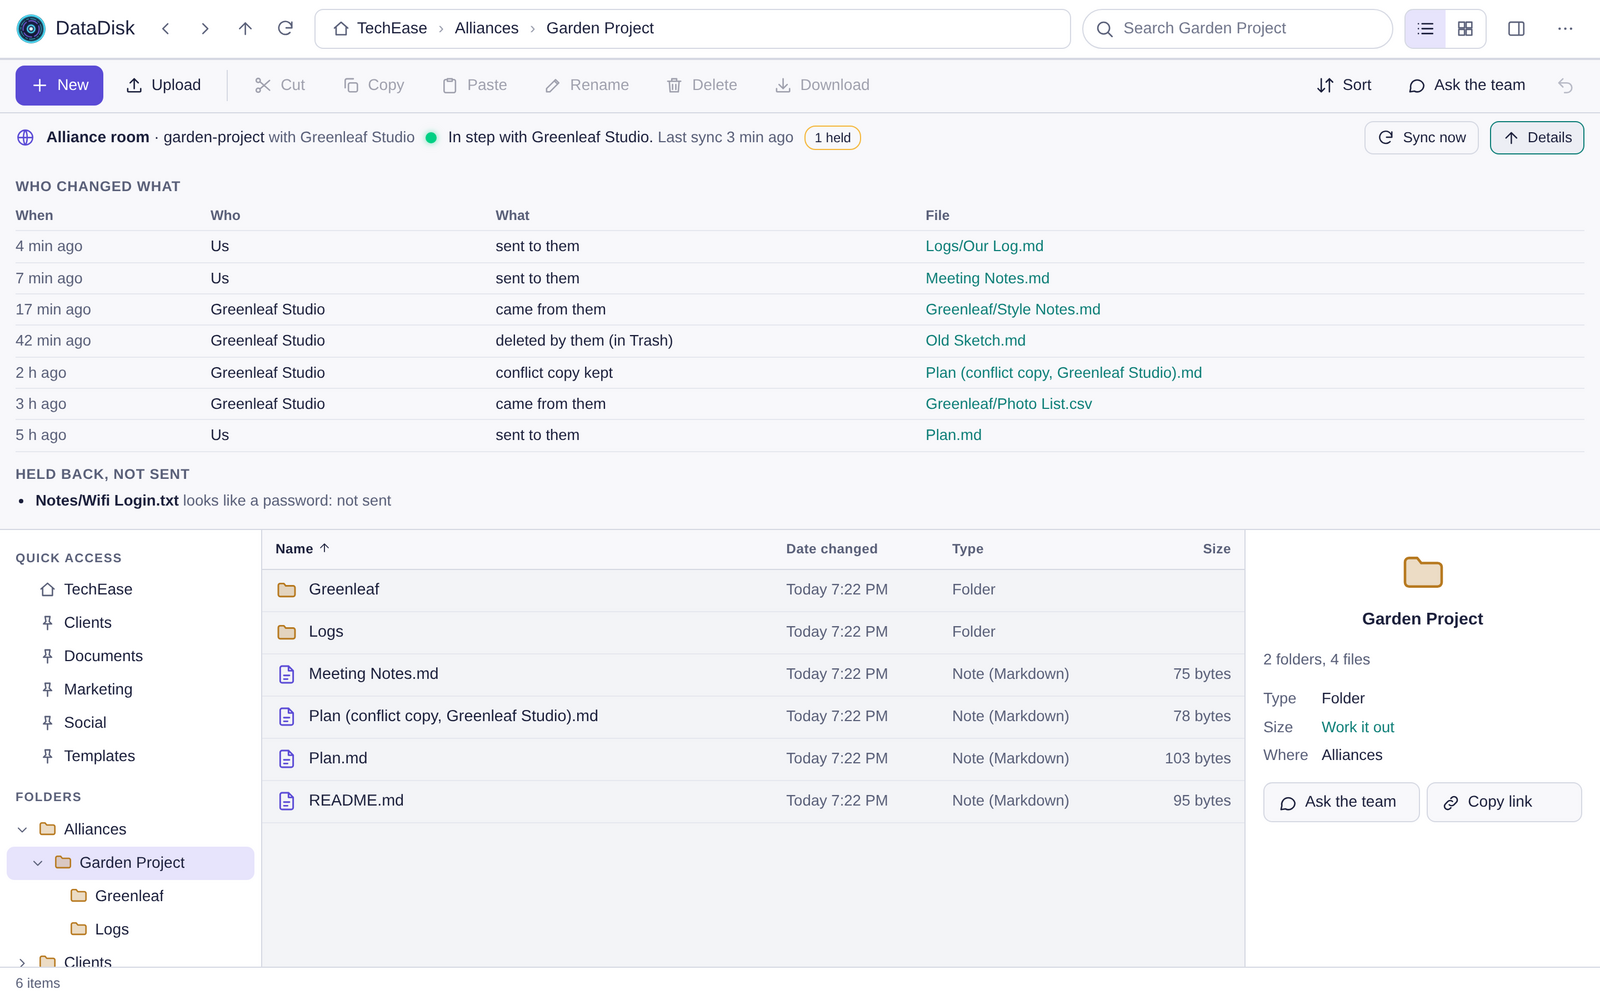 DataDisk
TechEase › Alliances › Garden Project
Search Garden Project
New Upload Cut Copy Paste Rename Delete Download Sort Ask the team
Alliance room · garden-project with Greenleaf Studio In step with Greenleaf Studio. Last sync 3 min ago 1 held Sync now Details
WHO CHANGED WHAT
When Who What File
4 min ago Us sent to them Logs/Our Log.md
7 min ago Us sent to them Meeting Notes.md
17 min ago Greenleaf Studio came from them Greenleaf/Style Notes.md
42 min ago Greenleaf Studio deleted by them (in Trash) Old Sketch.md
2 h ago Greenleaf Studio conflict copy kept Plan (conflict copy, Greenleaf Studio).md
3 h ago Greenleaf Studio came from them Greenleaf/Photo List.csv
5 h ago Us sent to them Plan.md
HELD BACK, NOT SENT
• Notes/Wifi Login.txt looks like a password: not sent
QUICK ACCESS
TechEase
Clients
Documents
Marketing
Social
Templates
FOLDERS
Alliances
Garden Project
Greenleaf
Logs
Clients
Name Date changed Type Size
Greenleaf Today 7:22 PM Folder
Logs Today 7:22 PM Folder
Meeting Notes.md Today 7:22 PM Note (Markdown) 75 bytes
Plan (conflict copy, Greenleaf Studio).md Today 7:22 PM Note (Markdown) 78 bytes
Plan.md Today 7:22 PM Note (Markdown) 103 bytes
README.md Today 7:22 PM Note (Markdown) 95 bytes
Garden Project
2 folders, 4 files
Type Folder
Size Work it out
Where Alliances
Ask the team Copy link
6 items